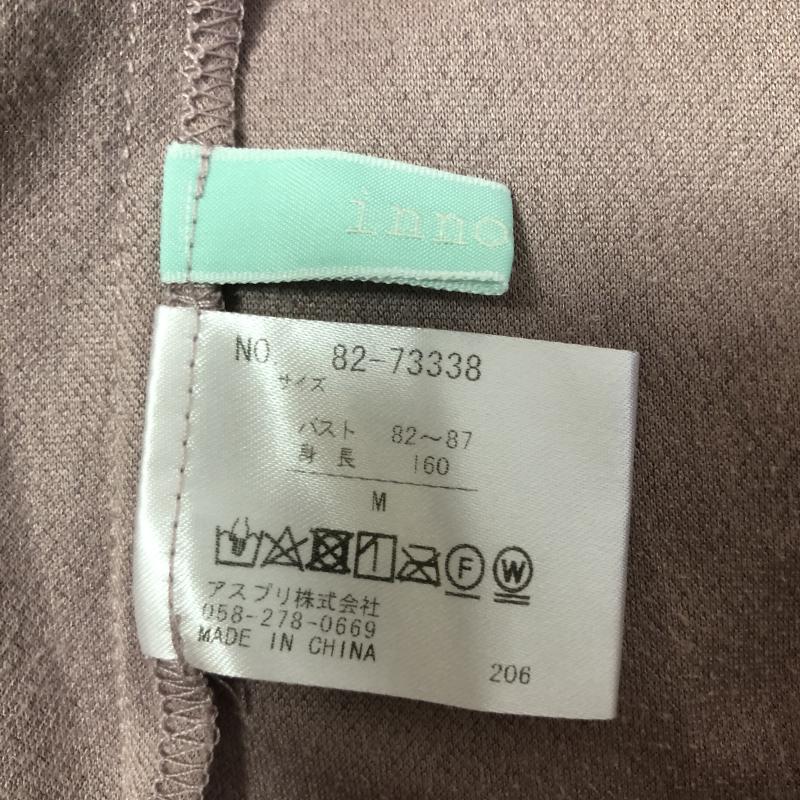 inno
NO. 82-73338
サイズ
バスト 82〜87
身長 160
M
F W
アスプリ株式会社
058-278-0669
MADE IN CHINA
206